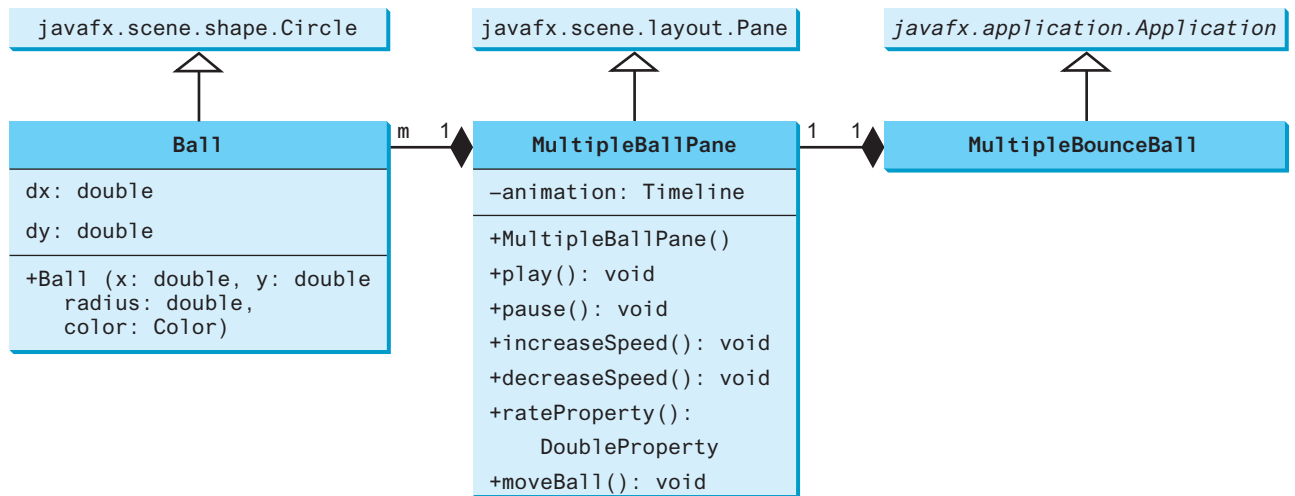 javafx.scene.shape.Circle
javafx.scene.layout.Pane
javafx.application.Application
Ball
m
1
MultipleBallPane
1
1
MultipleBounceBall
dx: double
dy: double
+Ball (x: double, y: double
radius: double,
color: Color)
–animation: Timeline
+MultipleBallPane()
+play(): void
+pause(): void
+increaseSpeed(): void
+decreaseSpeed(): void
+rateProperty():
DoubleProperty
+moveBall(): void